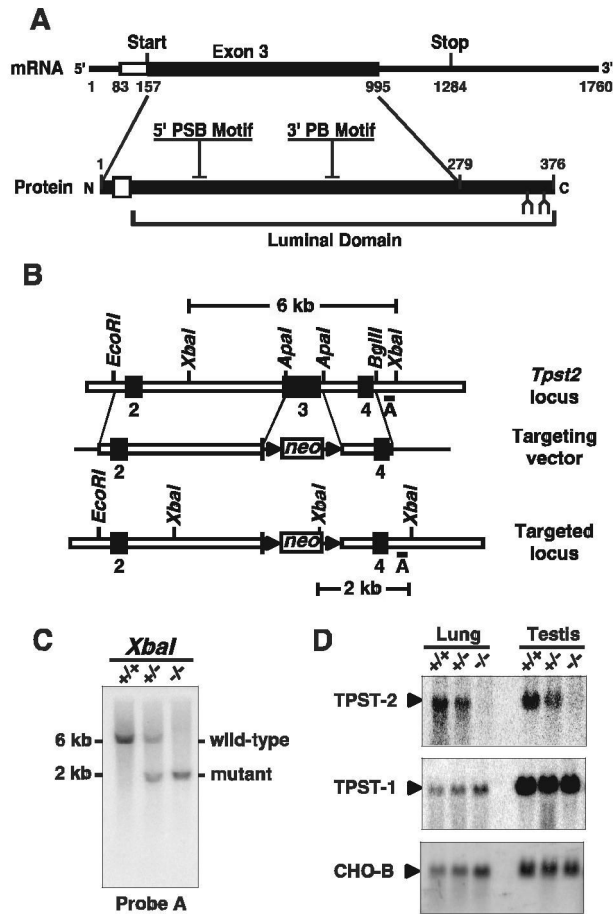 A
Start Exon 3 Stop
mRNA 5' 3'
1 83 157 995 1284 1760
5' PSB Motif 3' PB Motif
1 279 376
Protein N C
Luminal Domain
B
6 kb
EcoRI XbaI ApaI ApaI BglII XbaI
Tpst2 locus
2 3 4 A
neo
Targeting vector
2 4
EcoRI XbaI XbaI XbaI
neo
Targeted locus
2 4 A
2 kb
C
XbaI
+/+ +/- -/-
6 kb wild-type
2 kb mutant
Probe A
D
Lung Testis
+/+ +/- -/- +/+ +/- -/-
TPST-2
TPST-1
CHO-B